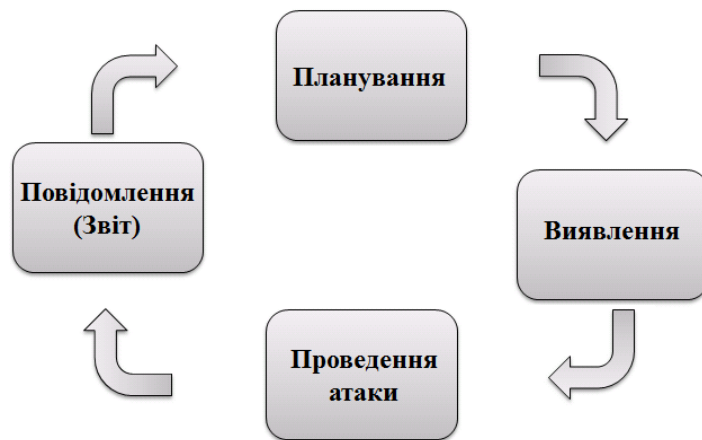 Планування
Виявлення
Проведення
атаки
Повідомлення
(Звіт)